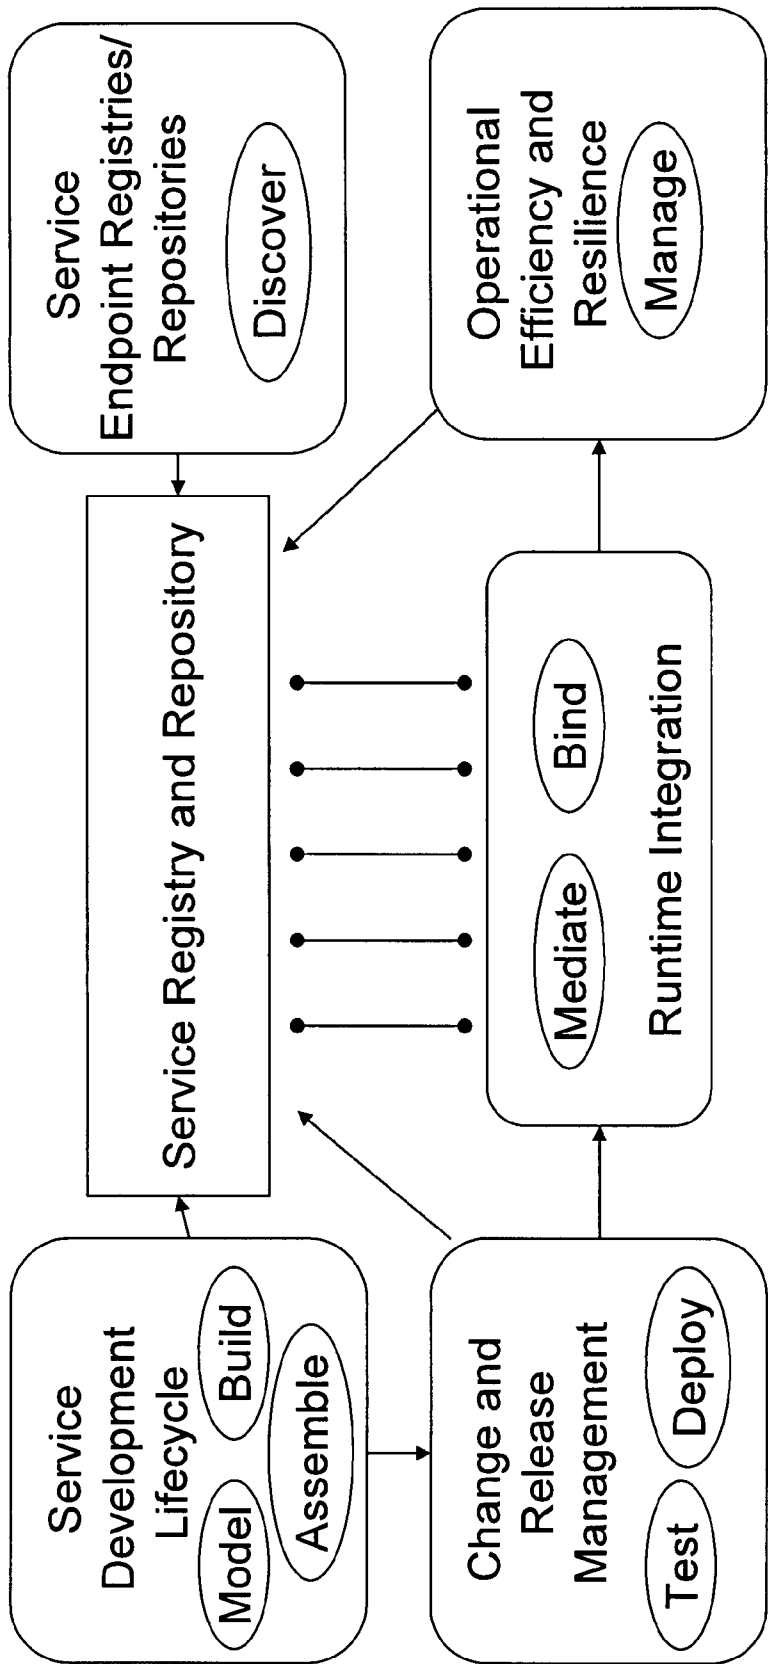 Service
Development
Lifecycle
Model
Build
Assemble
Service Registry and Repository
Service
Endpoint Registries/
Repositories
Discover
Change and
Release
Management
Test
Deploy
Mediate
Bind
Runtime Integration
Operational
Efficiency and
Resilience
Manage